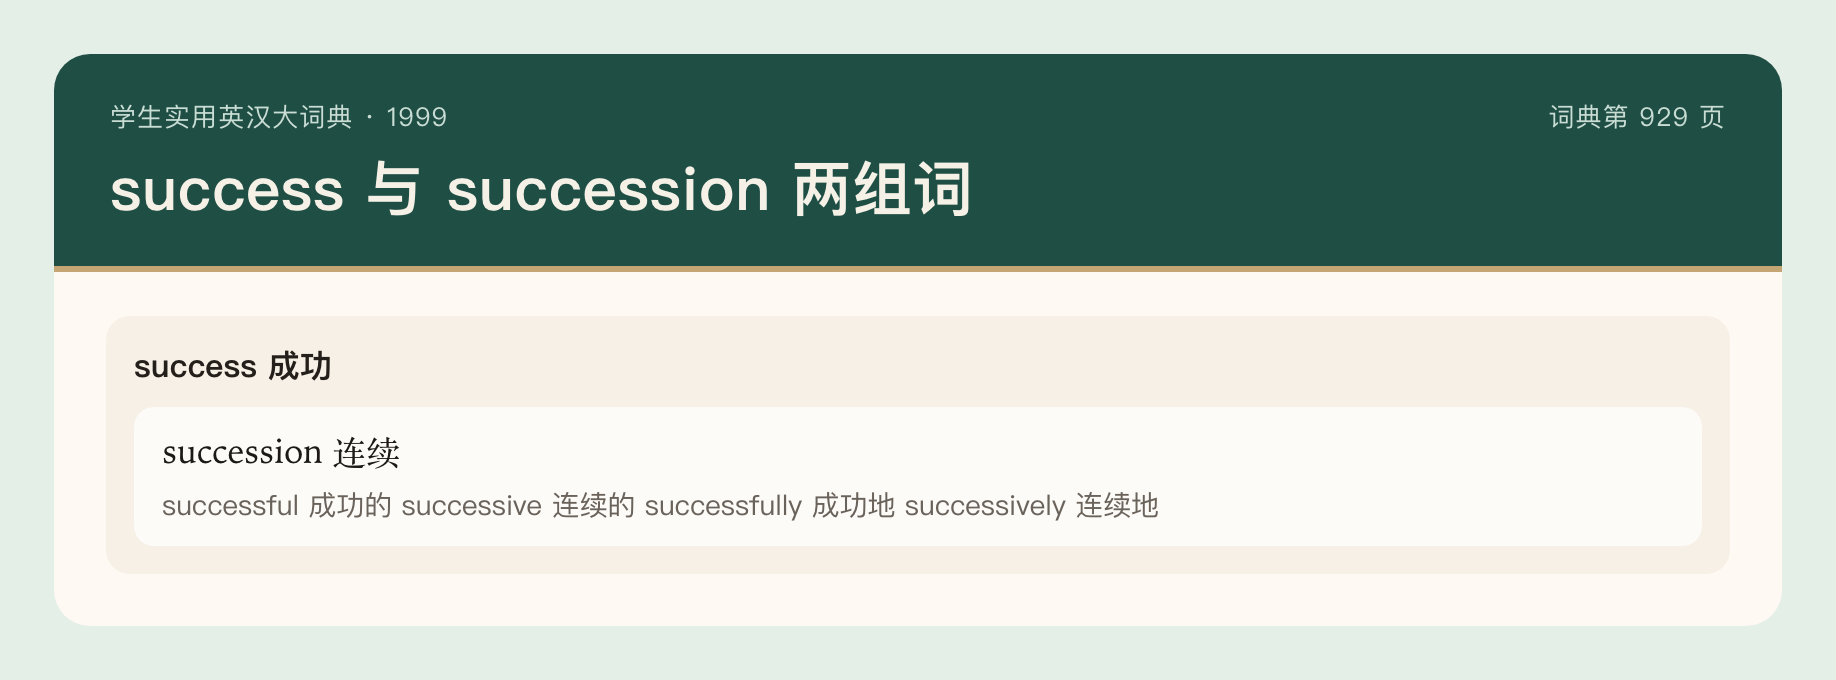 学生实用英汉大词典 · 1999
词典第 929 页
success 与 succession 两组词
success 成功
succession 连续
successful 成功的 successive 连续的 successfully 成功地 successively 连续地